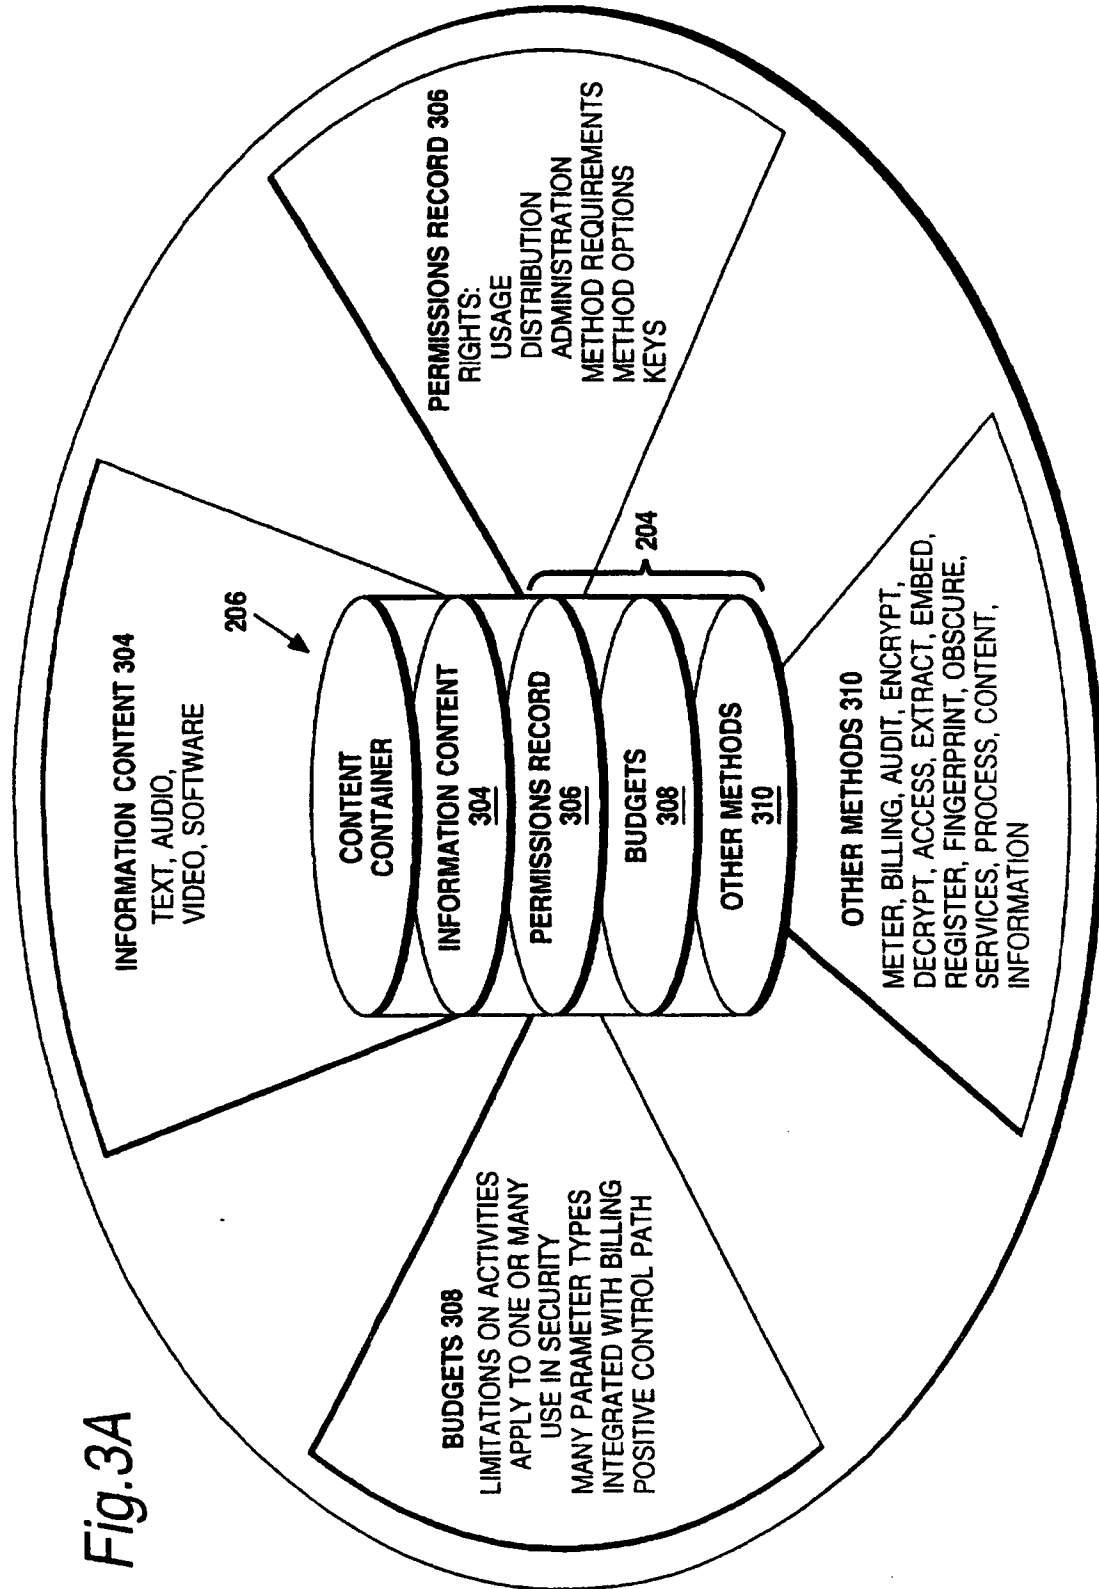 Fig.3A
INFORMATION CONTENT 304
TEXT, AUDIO,
VIDEO, SOFTWARE
206
BUDGETS 308
LIMITATIONS ON ACTIVITIES
APPLY TO ONE OR MANY
USE IN SECURITY
MANY PARAMETER TYPES
INTEGRATED WITH BILLING
POSITIVE CONTROL PATH
CONTENT
CONTAINER
INFORMATION CONTENT
304
PERMISSIONS RECORD
306
BUDGETS
308
OTHER METHODS
310
204
PERMISSIONS RECORD 306
RIGHTS:
USAGE
DISTRIBUTION
ADMINISTRATION
METHOD REQUIREMENTS
METHOD OPTIONS
KEYS
OTHER METHODS 310
METER, BILLING, AUDIT, ENCRYPT,
DECRYPT, ACCESS, EXTRACT, EMBED,
REGISTER, FINGERPRINT, OBSCURE,
SERVICES, PROCESS, CONTENT,
INFORMATION